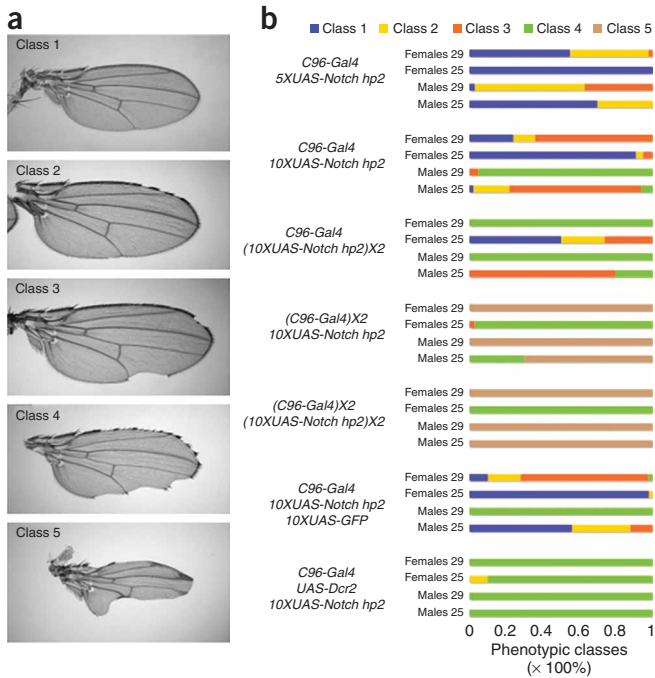 a
Class 1
Class 2
Class 3
Class 4
Class 5
b
Class 1 Class 2 Class 3 Class 4 Class 5
C96-Gal4
5XUAS-Notch hp2
Females 29
Females 25
Males 29
Males 25
C96-Gal4
10XUAS-Notch hp2
Females 29
Females 25
Males 29
Males 25
C96-Gal4
(10XUAS-Notch hp2)X2
Females 29
Females 25
Males 29
Males 25
(C96-Gal4)X2
10XUAS-Notch hp2
Females 29
Females 25
Males 29
Males 25
(C96-Gal4)X2
(10XUAS-Notch hp2)X2
Females 29
Females 25
Males 29
Males 25
C96-Gal4
10XUAS-Notch hp2
10XUAS-GFP
Females 29
Females 25
Males 29
Males 25
C96-Gal4
UAS-Dcr2
10XUAS-Notch hp2
Females 29
Females 25
Males 29
Males 25
0 0.2 0.4 0.6 0.8 1
Phenotypic classes
(× 100%)